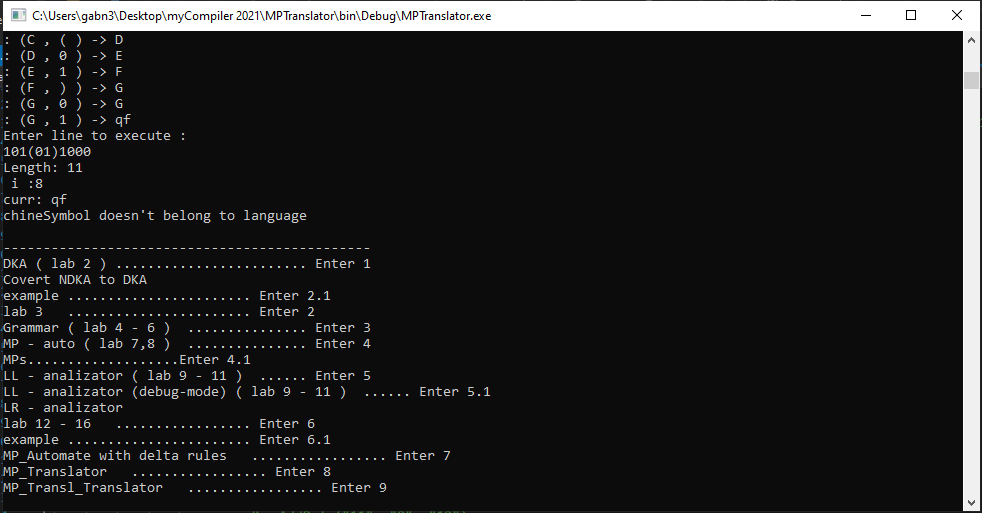 C:\Users\gabn3\Desktop\myCompiler 2021\MPTranslator\bin\Debug\MPTranslator.exe
: (C , ( ) -> D
: (D , 0 ) -> E
: (E , 1 ) -> F
: (F , ) ) -> G
: (G , 0 ) -> G
: (G , 1 ) -> qf
Enter line to execute :
101(01)1000
Length: 11
 i :8
curr: qf
chineSymbol doesn't belong to language
----------------------------------------------
DKA ( lab 2 ) ........................ Enter 1
Covert NDKA to DKA
example ....................... Enter 2.1
lab 3   ....................... Enter 2
Grammar ( lab 4 - 6 )  ............... Enter 3
MP - auto ( lab 7,8 )  ............... Enter 4
MPs...................Enter 4.1
LL - analizator ( lab 9 - 11 )  ...... Enter 5
LL - analizator (debug-mode) ( lab 9 - 11 )  ...... Enter 5.1
LR - analizator
lab 12 - 16   ................. Enter 6
example ....................... Enter 6.1
MP_Automate with delta rules   ................. Enter 7
MP_Translator   ................. Enter 8
MP_Transl_Translator   ................. Enter 9